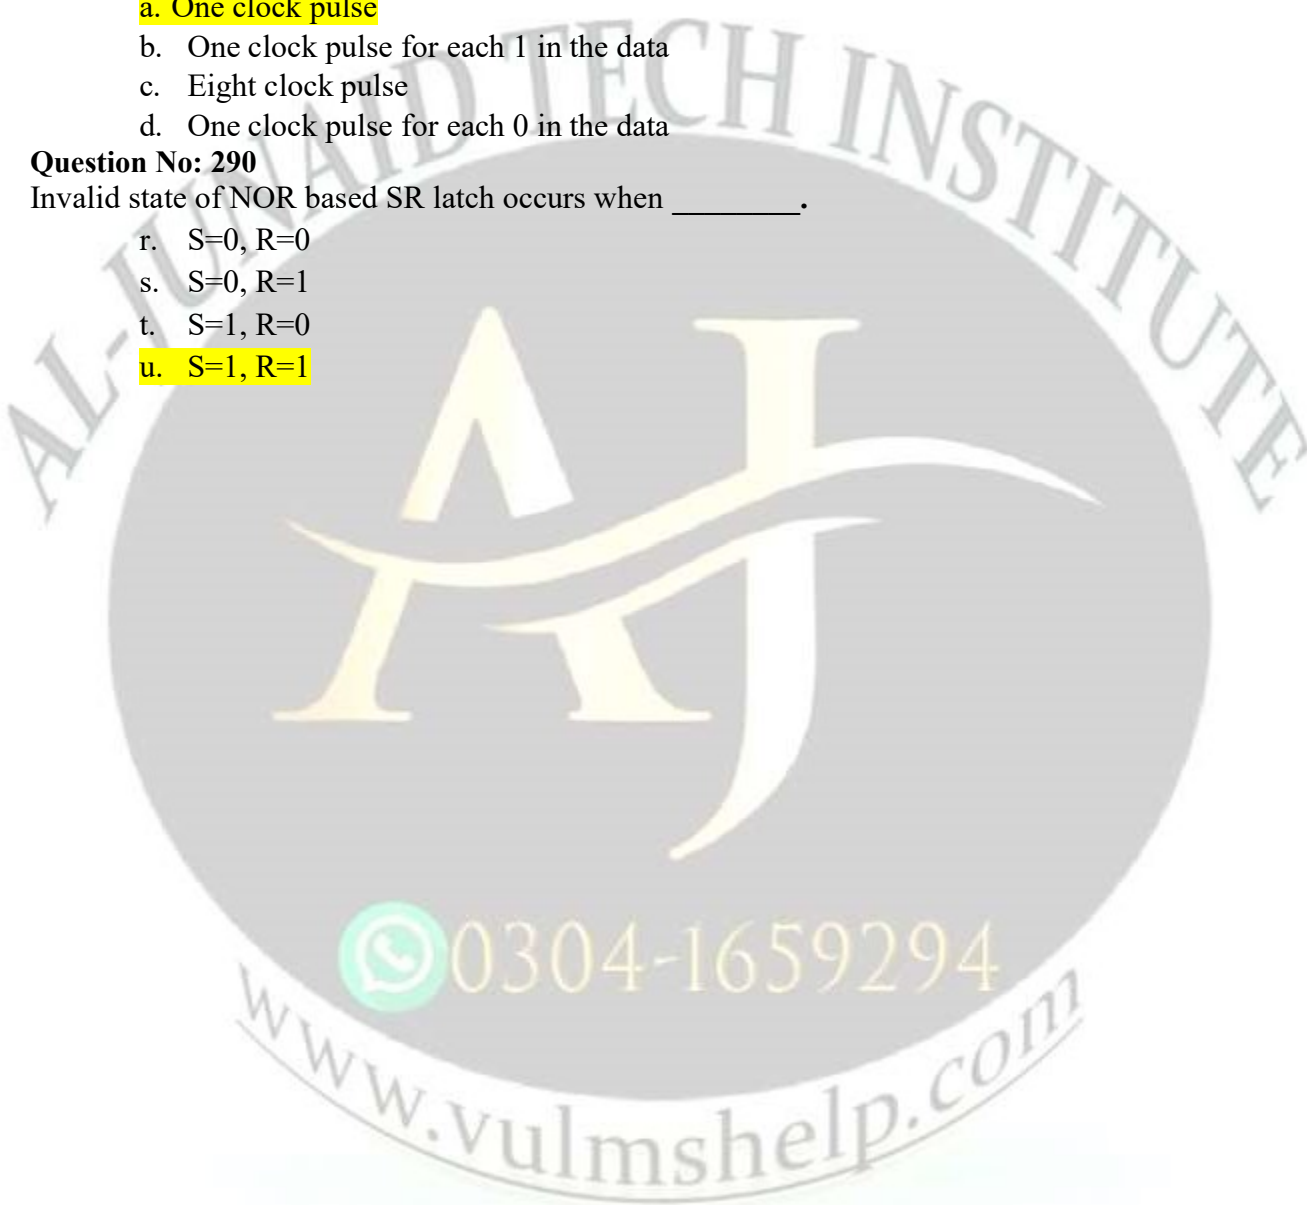 a. One clock pulse
b. One clock pulse for each 1 in the data
c. Eight clock pulse
d. One clock pulse for each 0 in the data
Question No: 290
Invalid state of NOR based SR latch occurs when ________.
r. S=0, R=0
s. S=0, R=1
t. S=1, R=0
u. S=1, R=1
AL-JUNAID TECH INSTITUTE
AJ
0304-1659294
www.vulmshelp.com